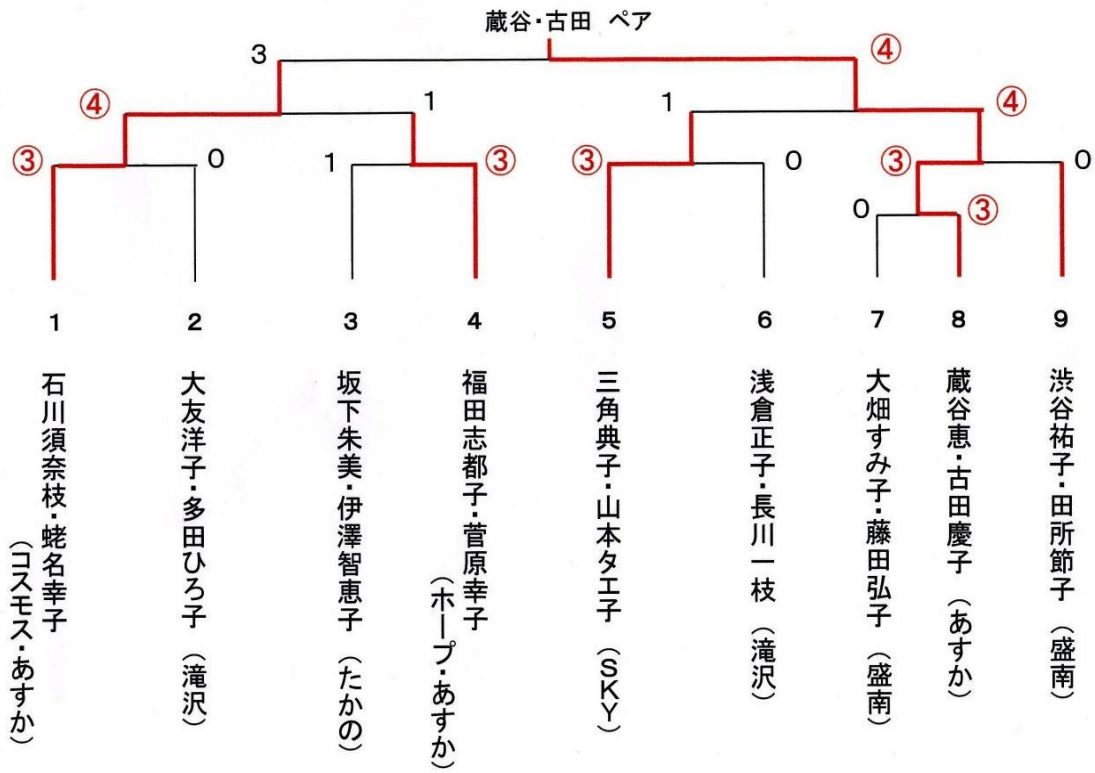 蔵谷・古田 ペア
3
④
④
1
1
④
③
0
1
③
③
0
③
0
0
③
1
2
3
4
5
6
7
8
9
石川須奈枝・蛯名幸子
(コスモス・あすか)
大友洋子・多田ひろ子 (滝沢)
坂下朱美・伊澤智恵子 (たかの)
福田志都子・菅原幸子
(ホープ・あすか)
三角典子・山本タエ子 (SKY)
浅倉正子・長川一枝 (滝沢)
大畑すみ子・藤田弘子 (盛南)
蔵谷恵・古田慶子 (あすか)
渋谷祐子・田所節子 (盛南)